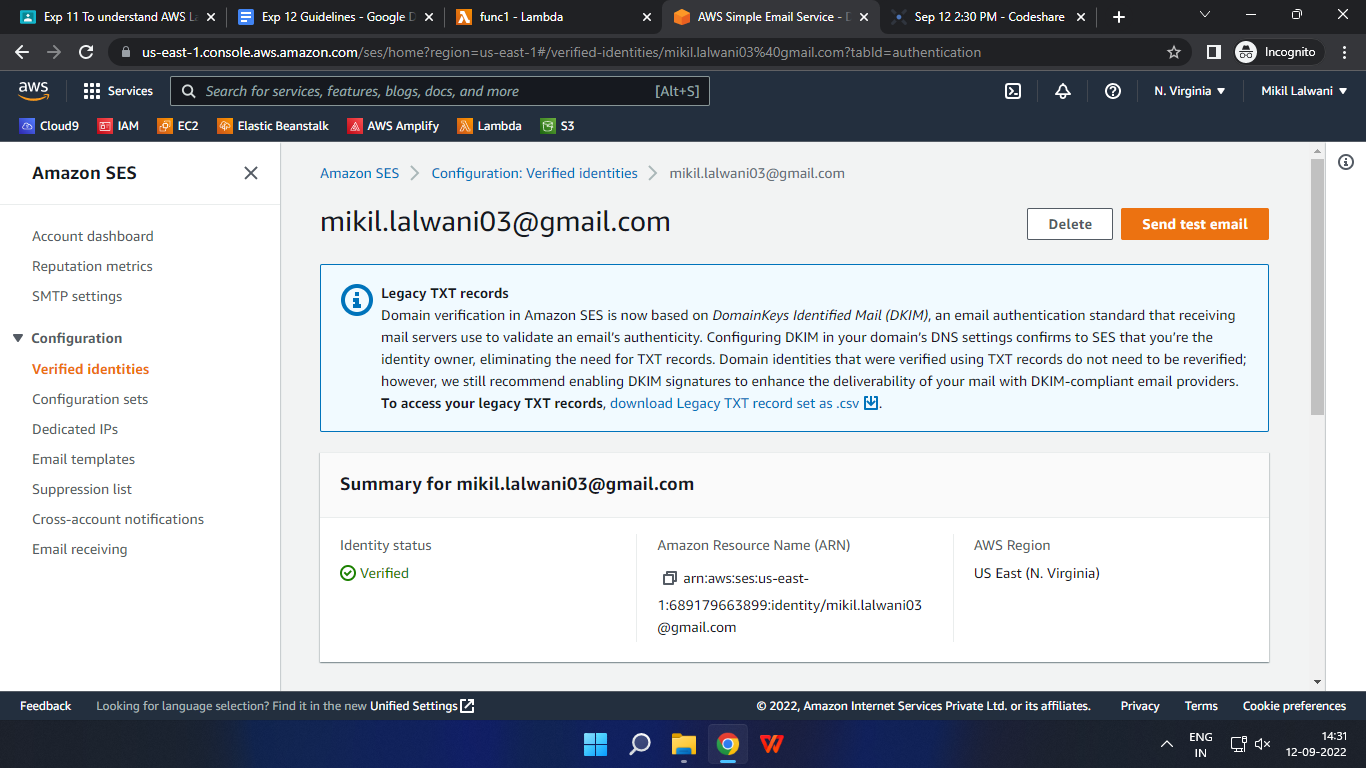 Exp 11 To understand AWS La
Exp 12 Guidelines - Google D
func1 - Lambda
AWS Simple Email Service - D
Sep 12 2:30 PM - Codeshare
us-east-1.console.aws.amazon.com/ses/home?region=us-east-1#/verified-identities/mikil.lalwani03%40gmail.com?tabId=authentication
Incognito
aws
Services
Search for services, features, blogs, docs, and more
[Alt+S]
N. Virginia
Mikil Lalwani
Cloud9
IAM
EC2
Elastic Beanstalk
AWS Amplify
Lambda
S3
Amazon SES
Account dashboard
Reputation metrics
SMTP settings
Configuration
Verified identities
Configuration sets
Dedicated IPs
Email templates
Suppression list
Cross-account notifications
Email receiving
Amazon SES
Configuration: Verified identities
mikil.lalwani03@gmail.com
mikil.lalwani03@gmail.com
Delete
Send test email
Legacy TXT records
Domain verification in Amazon SES is now based on DomainKeys Identified Mail (DKIM), an email authentication standard that receiving
mail servers use to validate an email's authenticity. Configuring DKIM in your domain's DNS settings confirms to SES that you're the
identity owner, eliminating the need for TXT records. Domain identities that were verified using TXT records do not need to be reverified;
however, we still recommend enabling DKIM signatures to enhance the deliverability of your mail with DKIM-compliant email providers.
To access your legacy TXT records, download Legacy TXT record set as .csv.
Summary for mikil.lalwani03@gmail.com
Identity status
Verified
Amazon Resource Name (ARN)
arn:aws:ses:us-east-
1:689179663899:identity/mikil.lalwani03
@gmail.com
AWS Region
US East (N. Virginia)
Feedback
Looking for language selection? Find it in the new Unified Settings
© 2022, Amazon Internet Services Private Ltd. or its affiliates.
Privacy
Terms
Cookie preferences
ENG
IN
14:31
12-09-2022